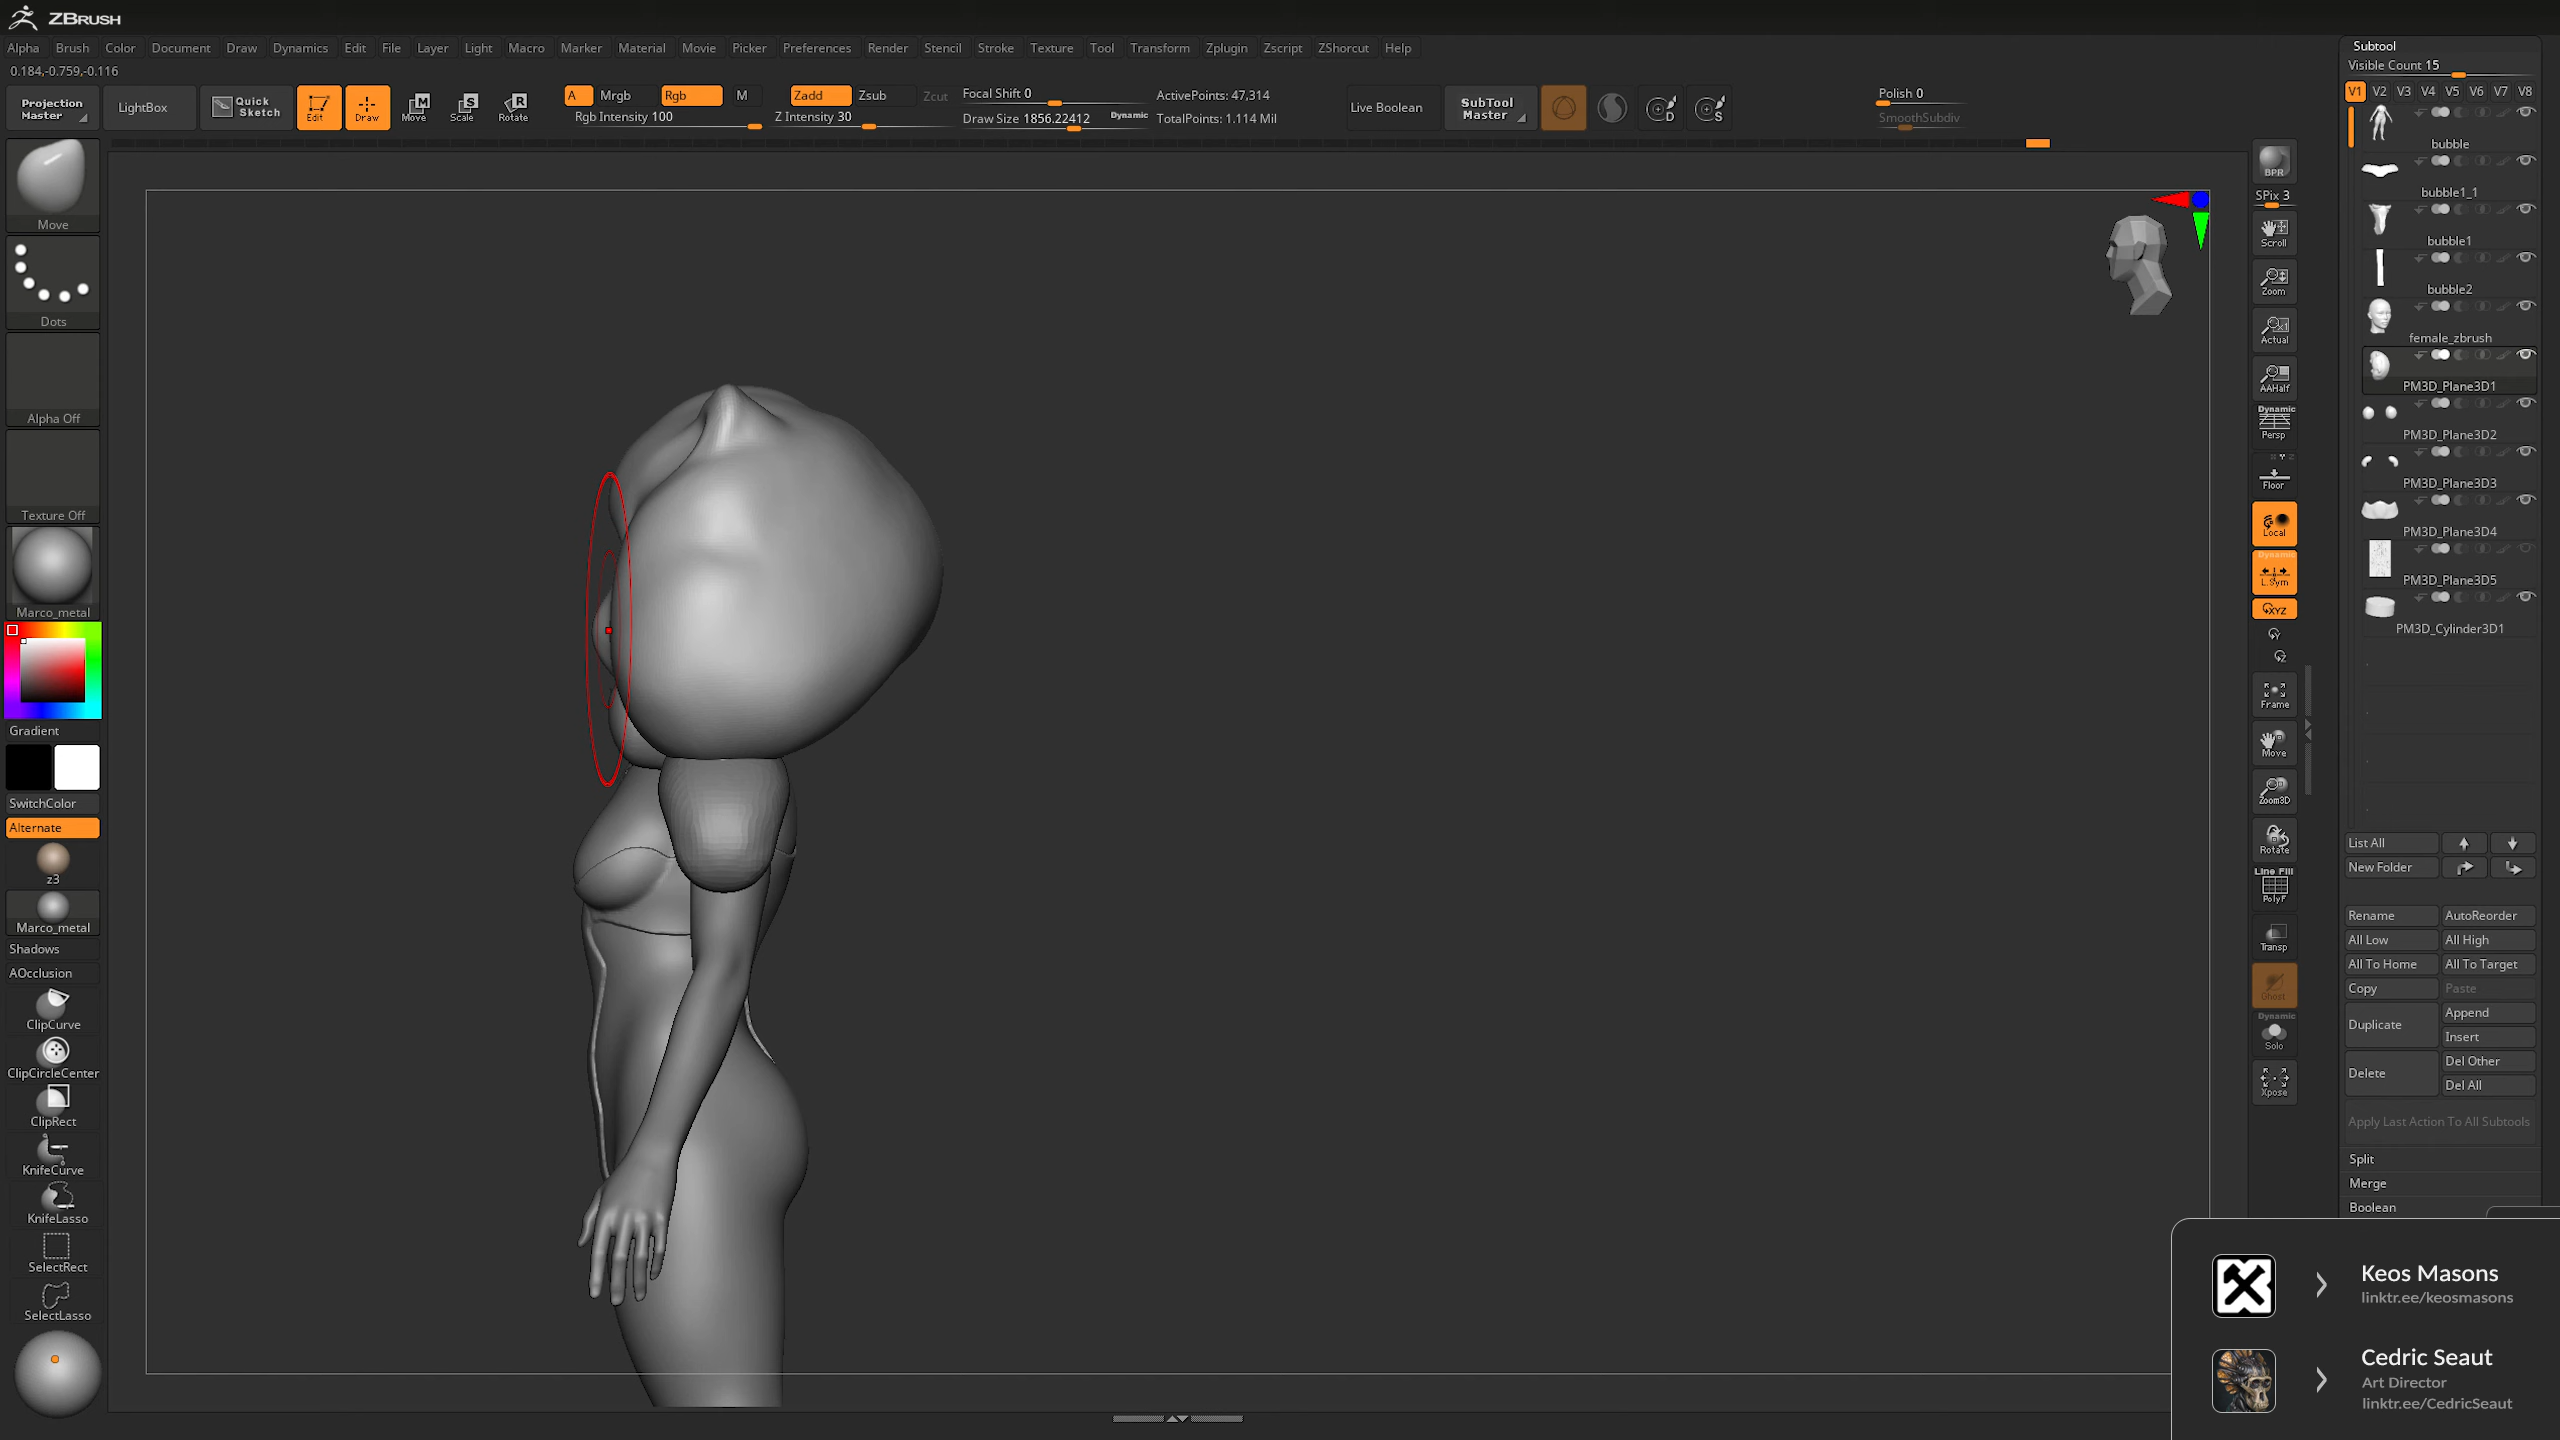 ZBRUSH
Alpha Brush Color Document Draw Dynamics Edit File Layer Light Macro Marker Material Movie Picker Preferences Render Stencil Stroke Texture Tool Transform Zplugin Zscript ZShorcut Help
0.184,-0.759,-0.116
Projection Master
LightBox
Quick Sketch
Edit
Draw
Move
Scale
Rotate
A Mrgb Rgb M
Rgb Intensity 100
Zadd Zsub Zcut
Z Intensity 30
Focal Shift 0
Draw Size 1856.22412 Dynamic
ActivePoints: 47,314
TotalPoints: 1.114 Mil
Live Boolean
SubTool Master
D
S
Polish 0
SmoothSubdiv
Move
Dots
Alpha Off
Texture Off
Marco_metal
Gradient
SwitchColor
Alternate
z3
Marco_metal
Shadows
AOcclusion
ClipCurve
ClipCircleCenter
ClipRect
KnifeCurve
KnifeLasso
SelectRect
SelectLasso
BPR
SPix 3
Scroll
Zoom
Actual
AAHalf
Dynamic
Persp
Floor
Local
Dynamic
L.Sym
XYZ
Frame
Move
Zoom3D
Rotate
Line Fill
PolyF
Transp
Ghost
Dynamic
Solo
Xpose
Subtool
Visible Count 15
V1 V2 V3 V4 V5 V6 V7 V8
bubble
bubble1_1
bubble1
bubble2
female_zbrush
PM3D_Plane3D1
PM3D_Plane3D2
PM3D_Plane3D3
PM3D_Plane3D4
PM3D_Plane3D5
PM3D_Cylinder3D1
List All
New Folder
Rename AutoReorder
All Low All High
All To Home All To Target
Copy Paste
Duplicate Append
Insert
Delete Del Other
Del All
Apply Last Action To All Subtools
Split
Merge
Boolean
Keos Masons
linktr.ee/keosmasons
Cedric Seaut
Art Director
linktr.ee/CedricSeaut